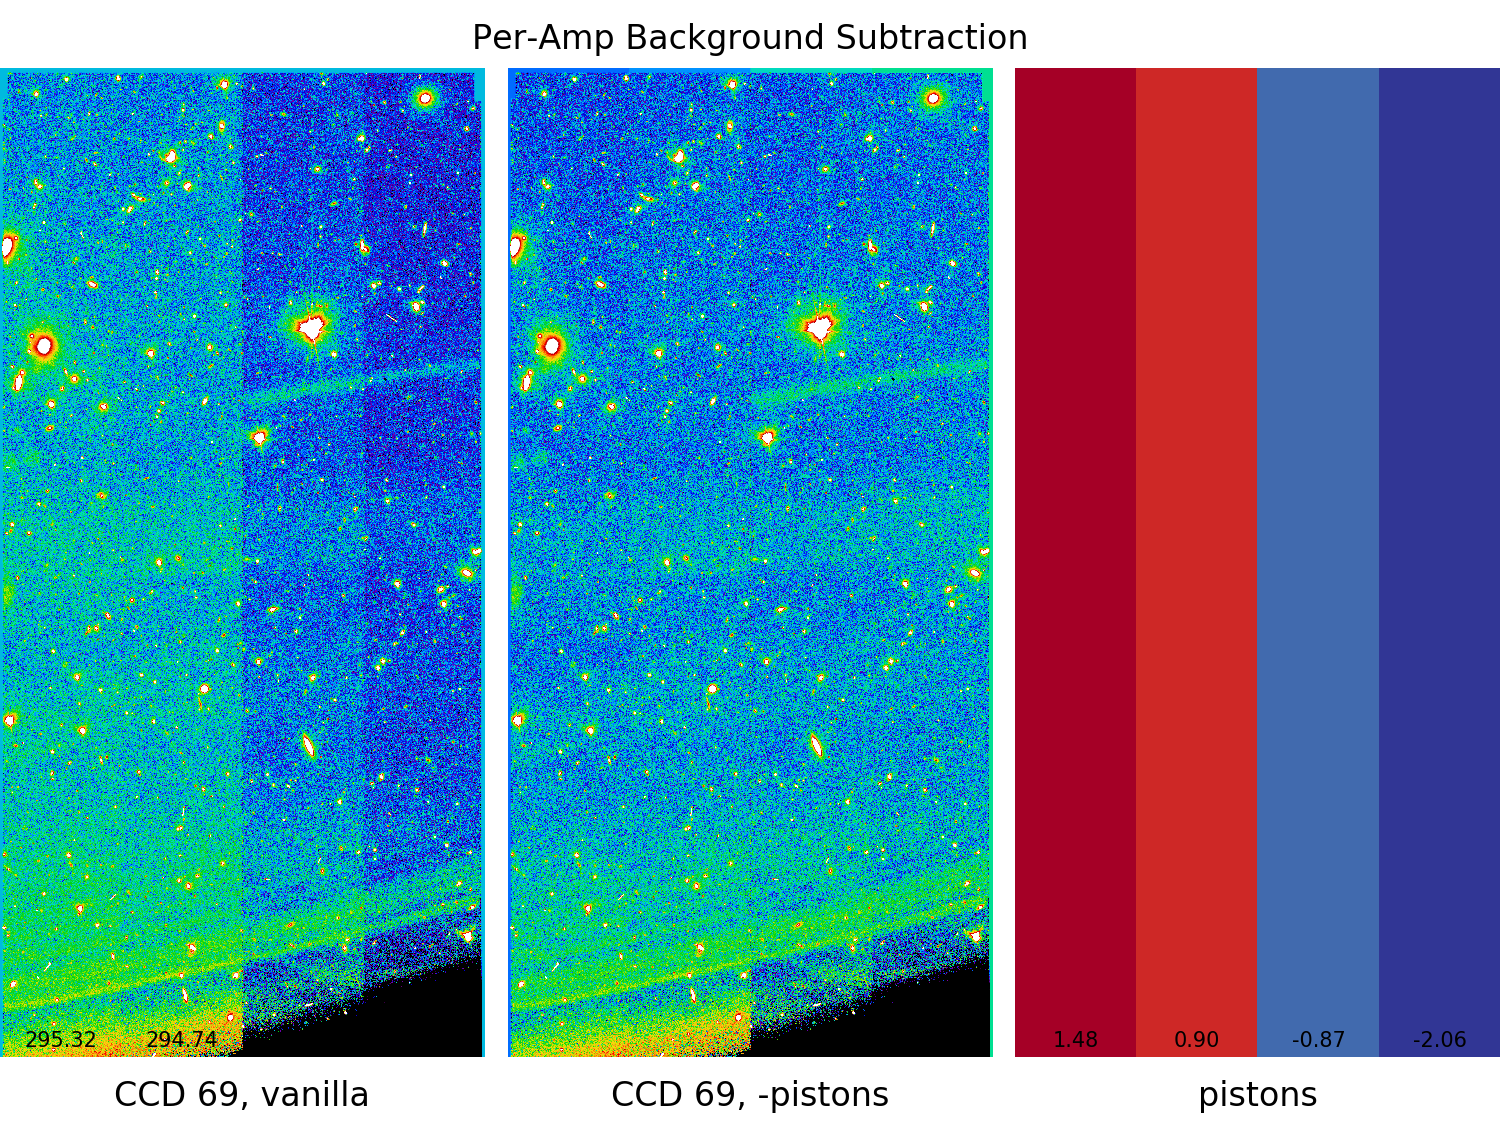 Per-Amp Background Subtraction
295.32 294.74
1.48 0.90 -0.87 -2.06
CCD 69, vanilla
CCD 69, -pistons
pistons